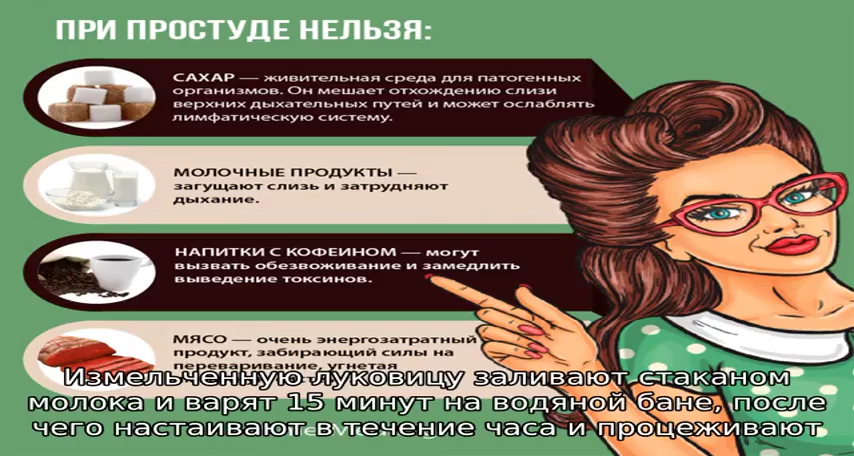 ПРИ ПРОСТУДЕ НЕЛЬЗЯ:
САХАР — живительная среда для патогенных
организмов. Он мешает отхождению слизи
верхних дыхательных путей и может ослаблять
лимфатическую систему.
МОЛОЧНЫЕ ПРОДУКТЫ —
загущают слизь и затрудняют
дыхание.
НАПИТКИ С КОФЕИНОМ — могут
вызвать обезвоживание и замедлить
выведение токсинов.
МЯСО — очень энергозатратный
продукт, забирающий силы на
переваривание, угнетая
Измельченную луковицу заливают стаканом
молока и варят 15 минут на водяной бане, после
чего настаивают в течение часа и процеживают